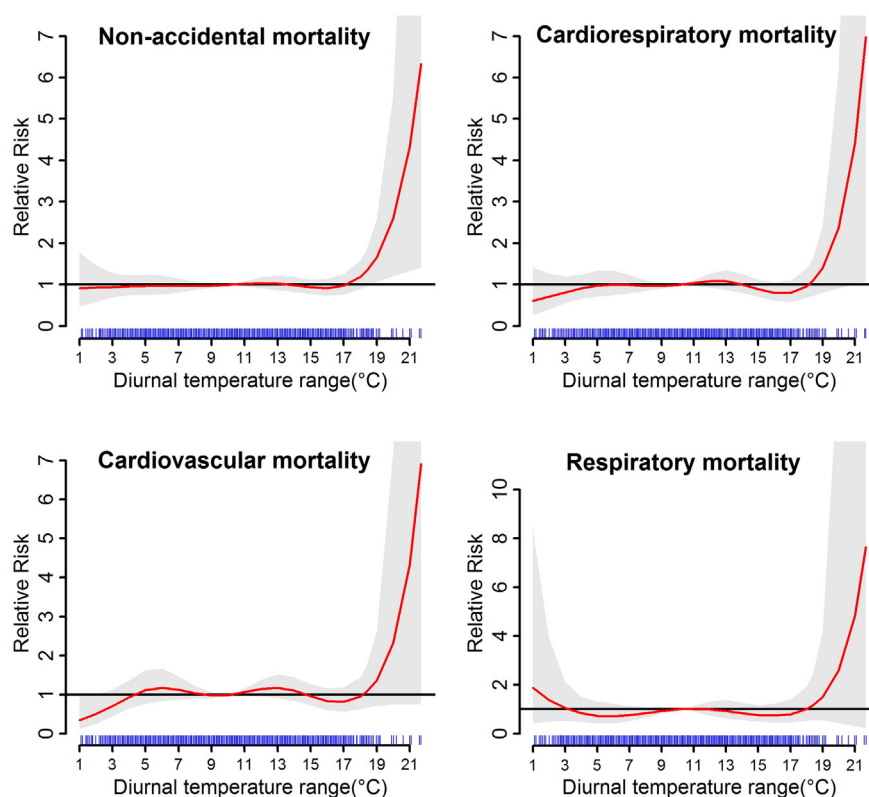 Non-accidental mortality
Relative Risk
0 1 2 3 4 5 6 7
1 3 5 7 9 11 13 15 17 19 21
Diurnal temperature range(°C)
Cardiorespiratory mortality
Relative Risk
0 1 2 3 4 5 6 7
1 3 5 7 9 11 13 15 17 19 21
Diurnal temperature range(°C)
Cardiovascular mortality
Relative Risk
0 1 2 3 4 5 6 7
1 3 5 7 9 11 13 15 17 19 21
Diurnal temperature range(°C)
Respiratory mortality
Relative Risk
0 1 2 4 6 8 10
1 3 5 7 9 11 13 15 17 19 21
Diurnal temperature range(°C)